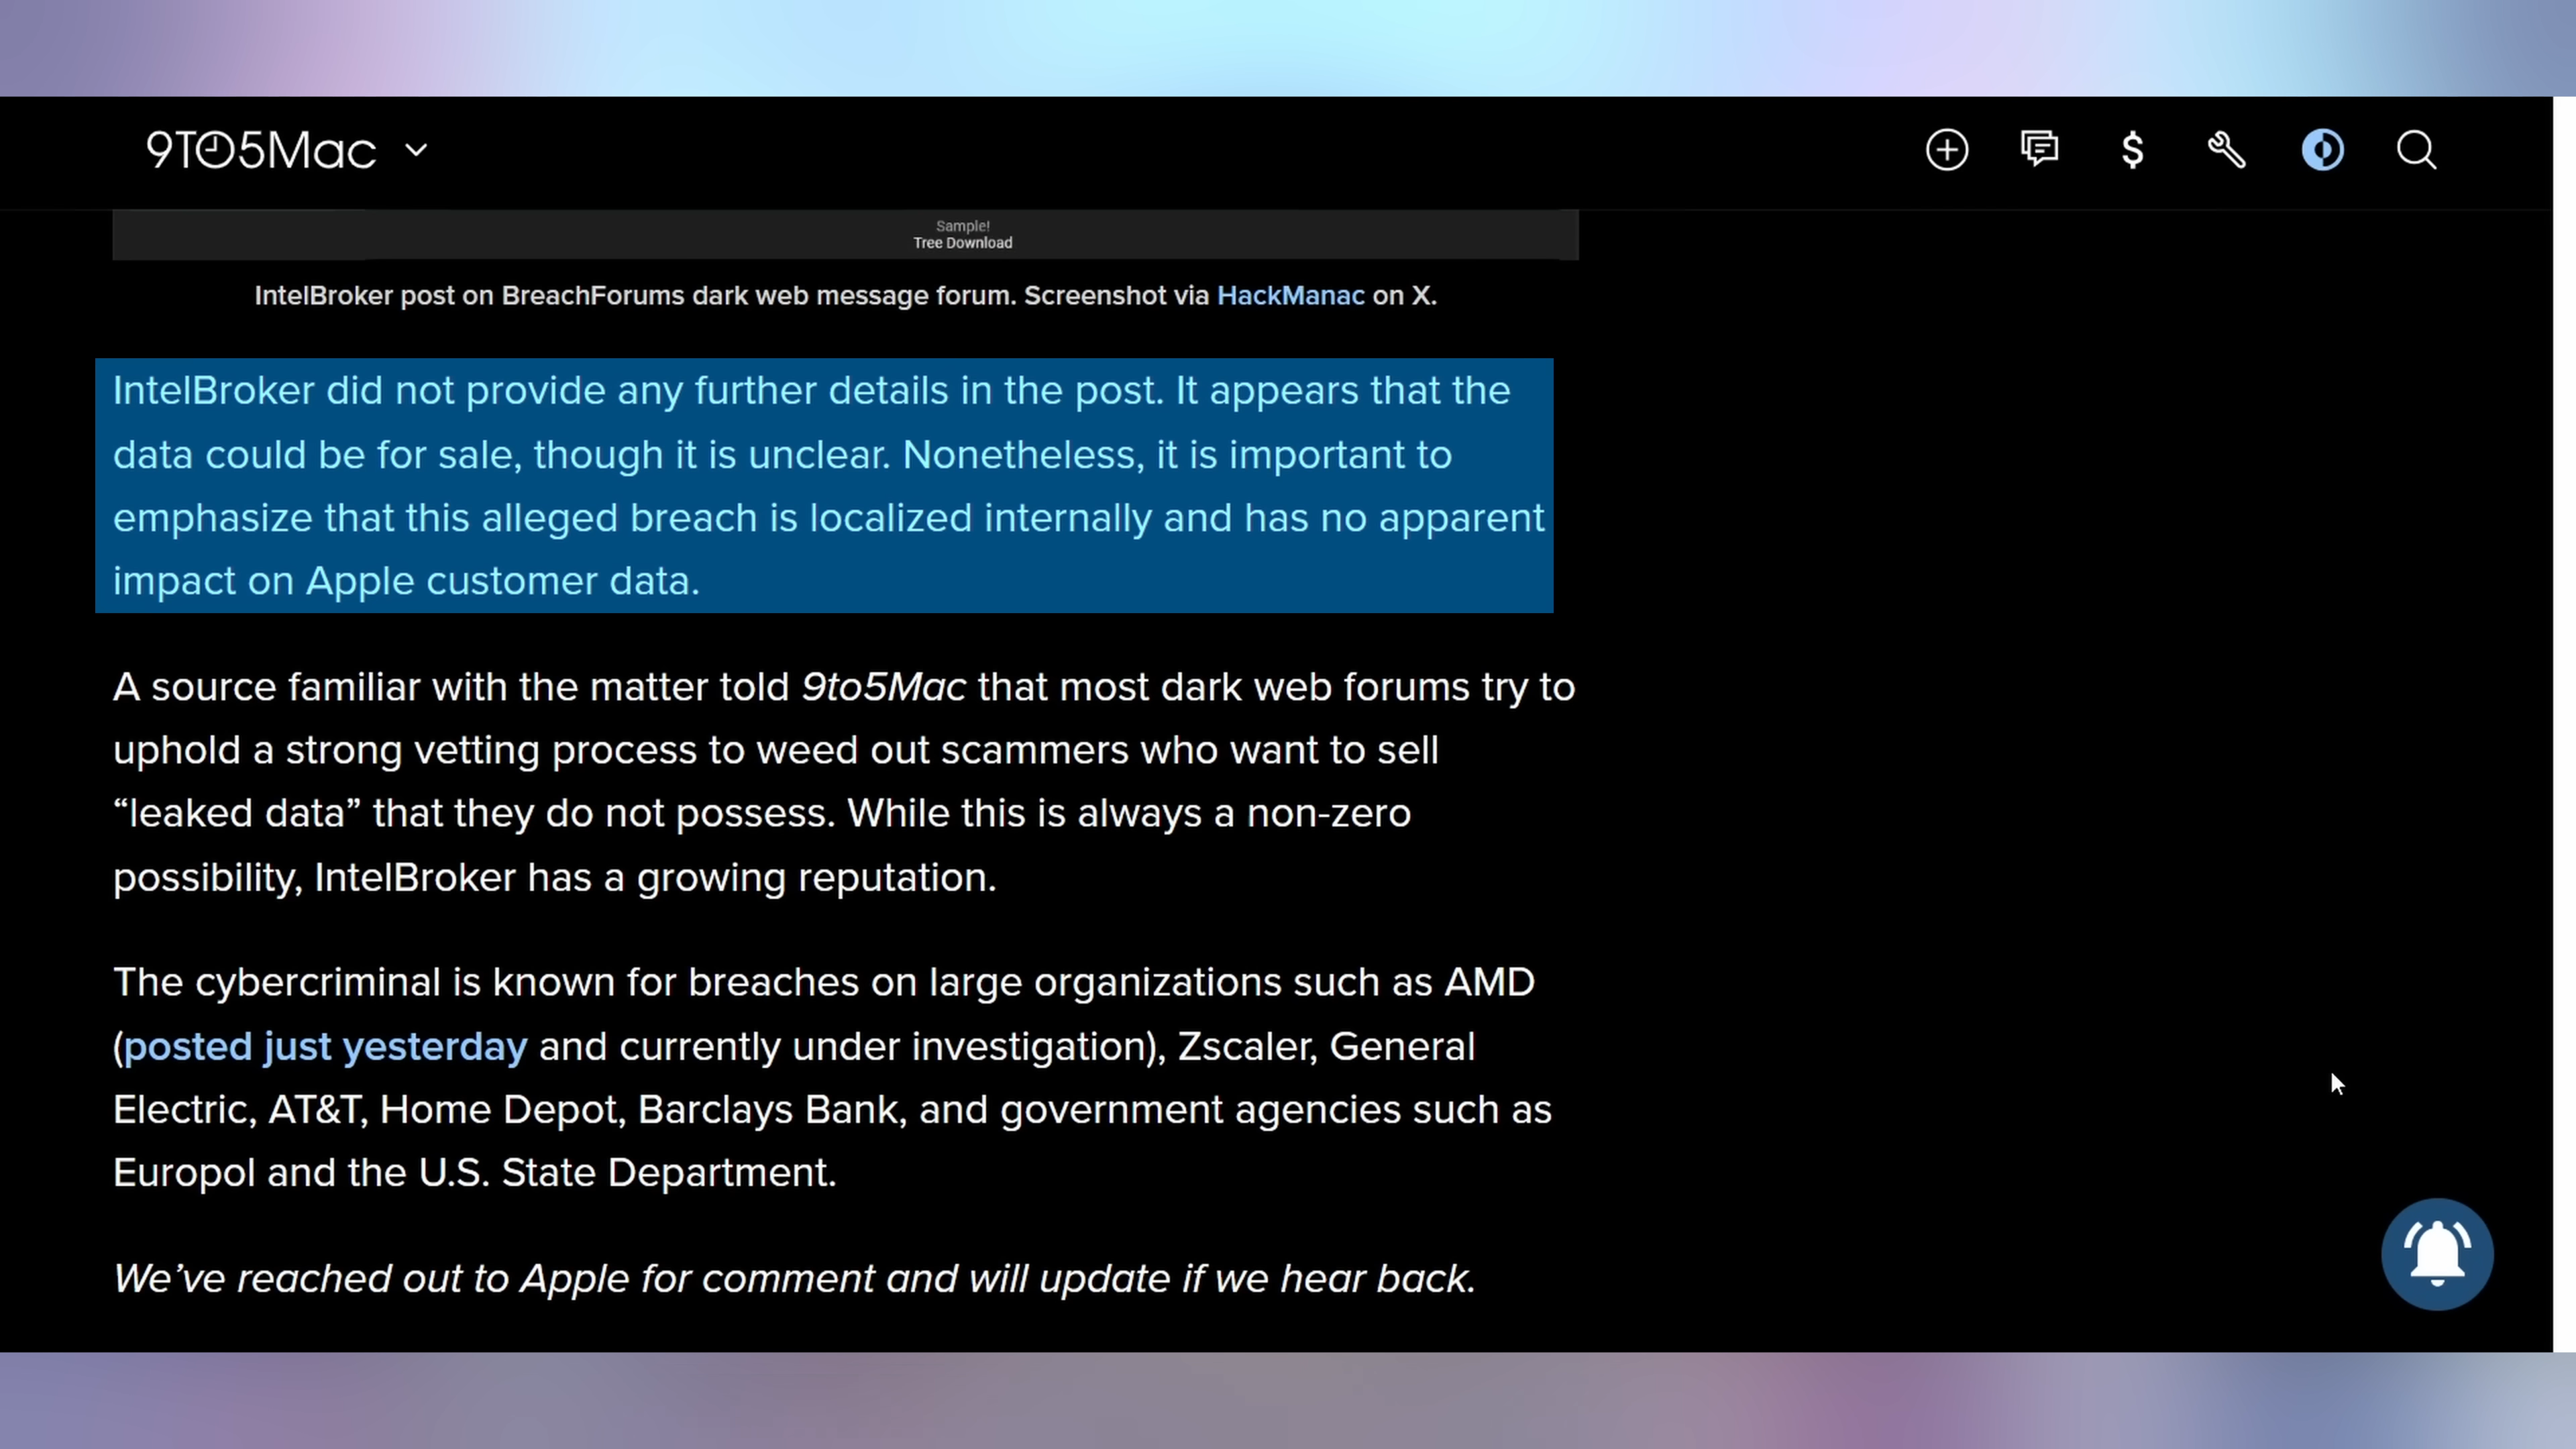 9TO5Mac
Sample!
Tree Download
IntelBroker post on BreachForums dark web message forum. Screenshot via HackManac on X.
IntelBroker did not provide any further details in the post. It appears that the
data could be for sale, though it is unclear. Nonetheless, it is important to
emphasize that this alleged breach is localized internally and has no apparent
impact on Apple customer data.
A source familiar with the matter told 9to5Mac that most dark web forums try to
uphold a strong vetting process to weed out scammers who want to sell
“leaked data” that they do not possess. While this is always a non-zero
possibility, IntelBroker has a growing reputation.
The cybercriminal is known for breaches on large organizations such as AMD
(posted just yesterday and currently under investigation), Zscaler, General
Electric, AT&T, Home Depot, Barclays Bank, and government agencies such as
Europol and the U.S. State Department.
We’ve reached out to Apple for comment and will update if we hear back.